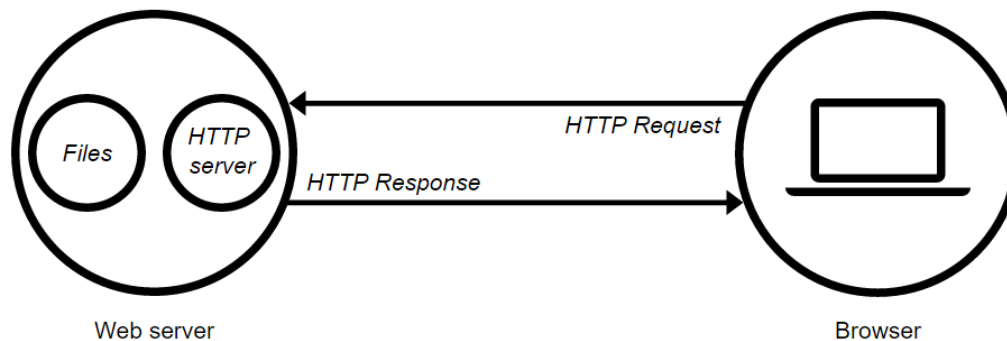 Files
HTTP
server
HTTP Request
HTTP Response
Web server
Browser